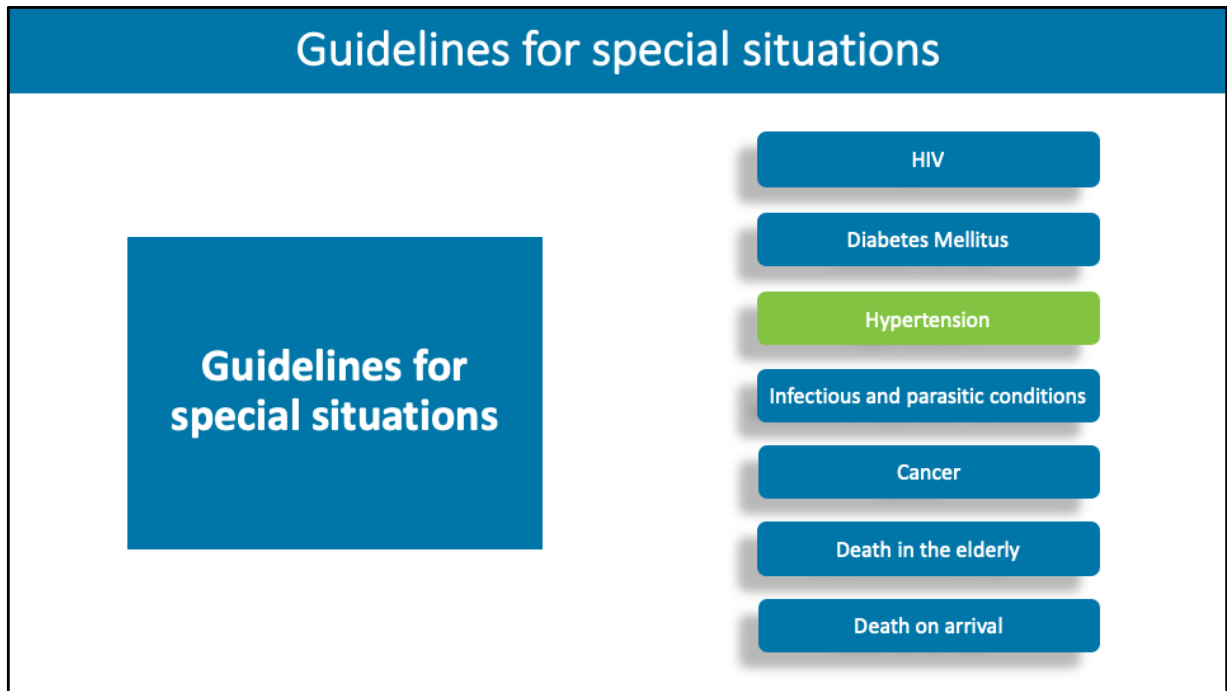 Guidelines for special situations
Guidelines for
special situations
HIV
Diabetes Mellitus
Hypertension
Infectious and parasitic conditions
Cancer
Death in the elderly
Death on arrival